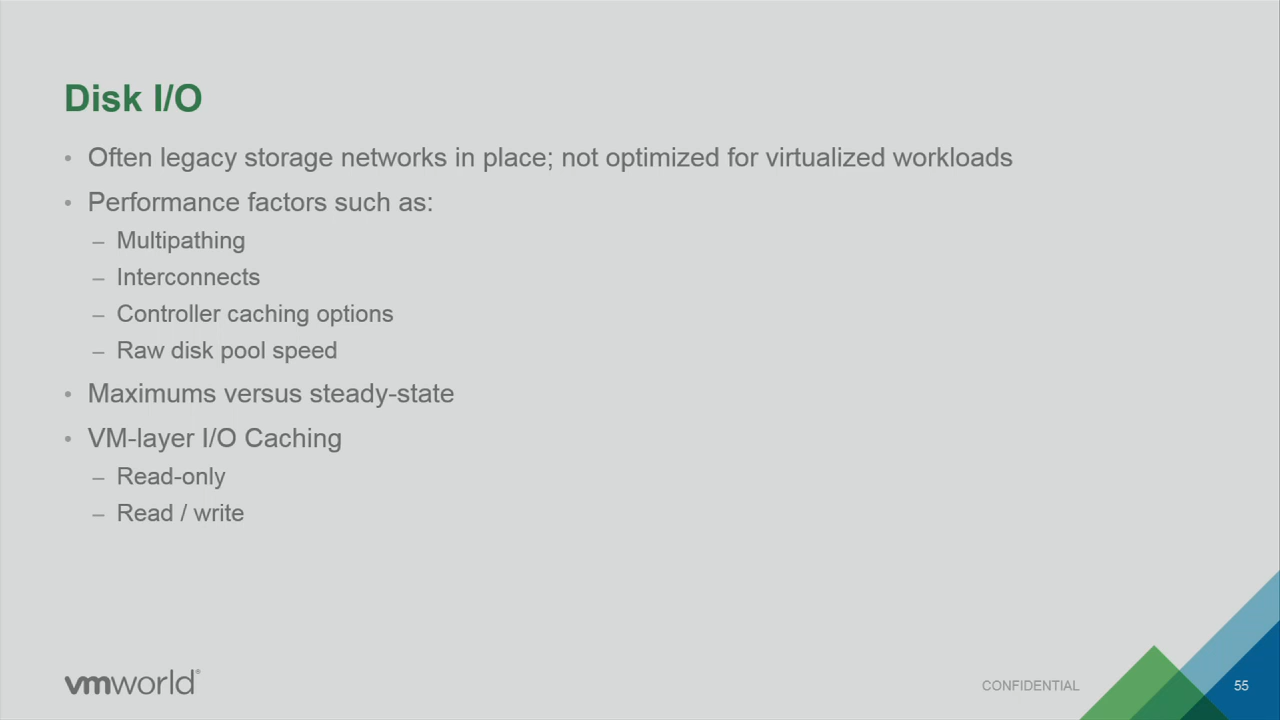 Disk I/O
• Often legacy storage networks in place; not optimized for virtualized workloads
• Performance factors such as:
– Multipathing
– Interconnects
– Controller caching options
– Raw disk pool speed
• Maximums versus steady-state
• VM-layer I/O Caching
– Read-only
– Read / write
vmworld®
CONFIDENTIAL
55